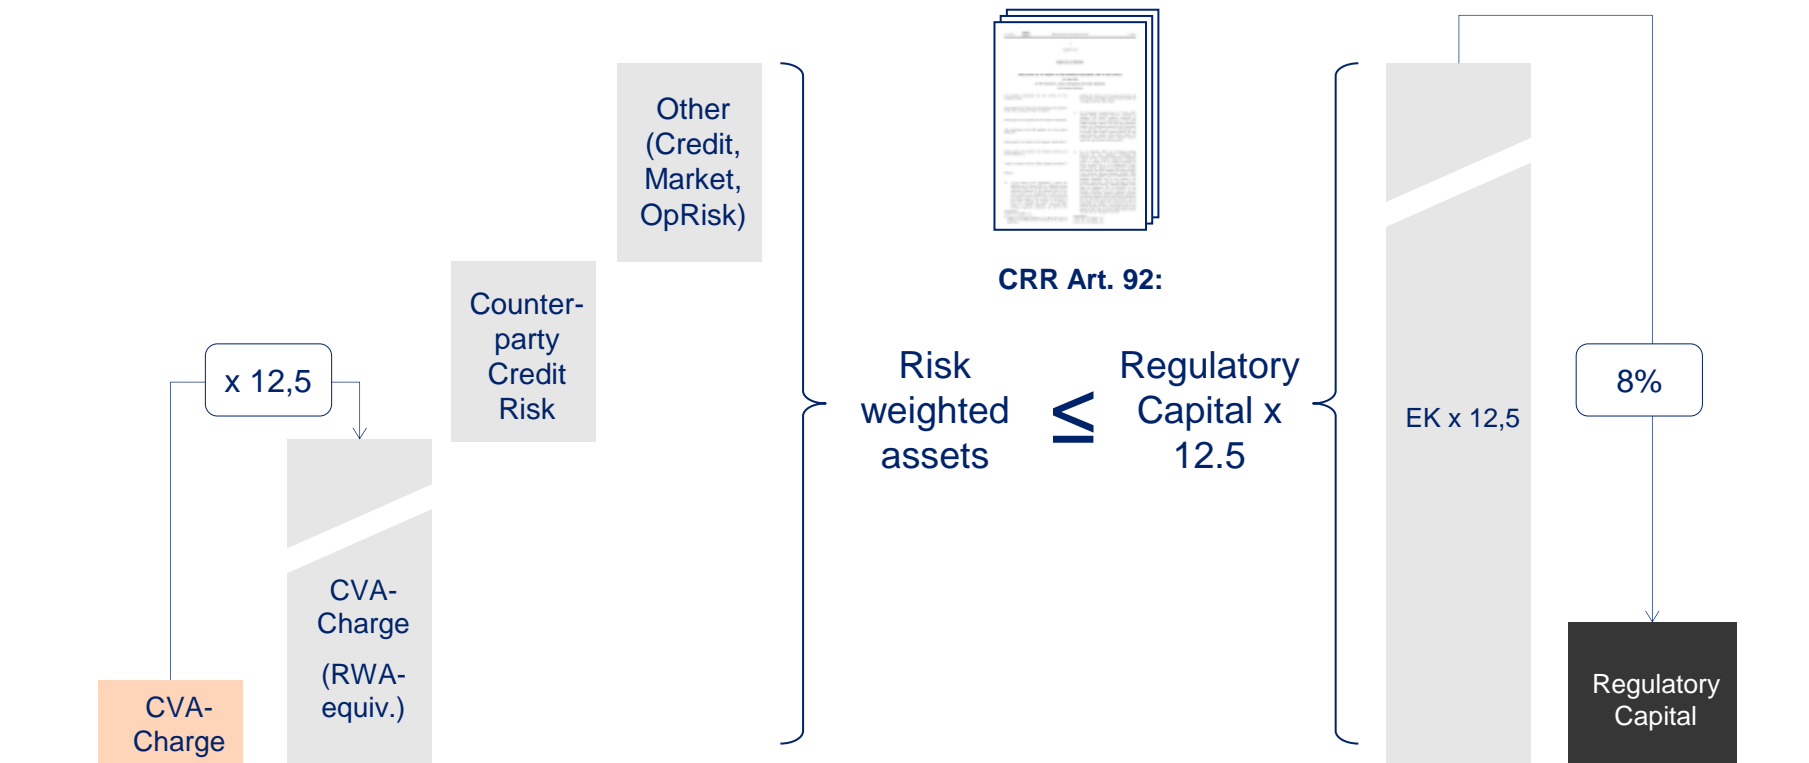 CVA-
Charge
x 12,5
CVA-
Charge
(RWA-
equiv.)
Counter-
party
Credit
Risk
Other
(Credit,
Market,
OpRisk)
CRR Art. 92:
Risk
weighted
assets
≤
Regulatory
Capital x
12.5
EK x 12,5
8%
Regulatory
Capital